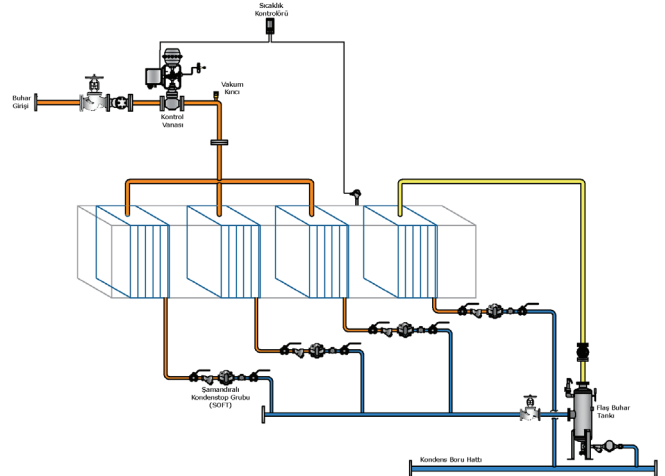 Sıcaklık
Kontrolörü
Buhar
Girişi
Vakum
Kırıcı
Kontrol
Vanası
Şamandıralı
Kondenstop Grubu
(SOFT)
Flaş Buhar
Tankı
Kondens Boru Hattı